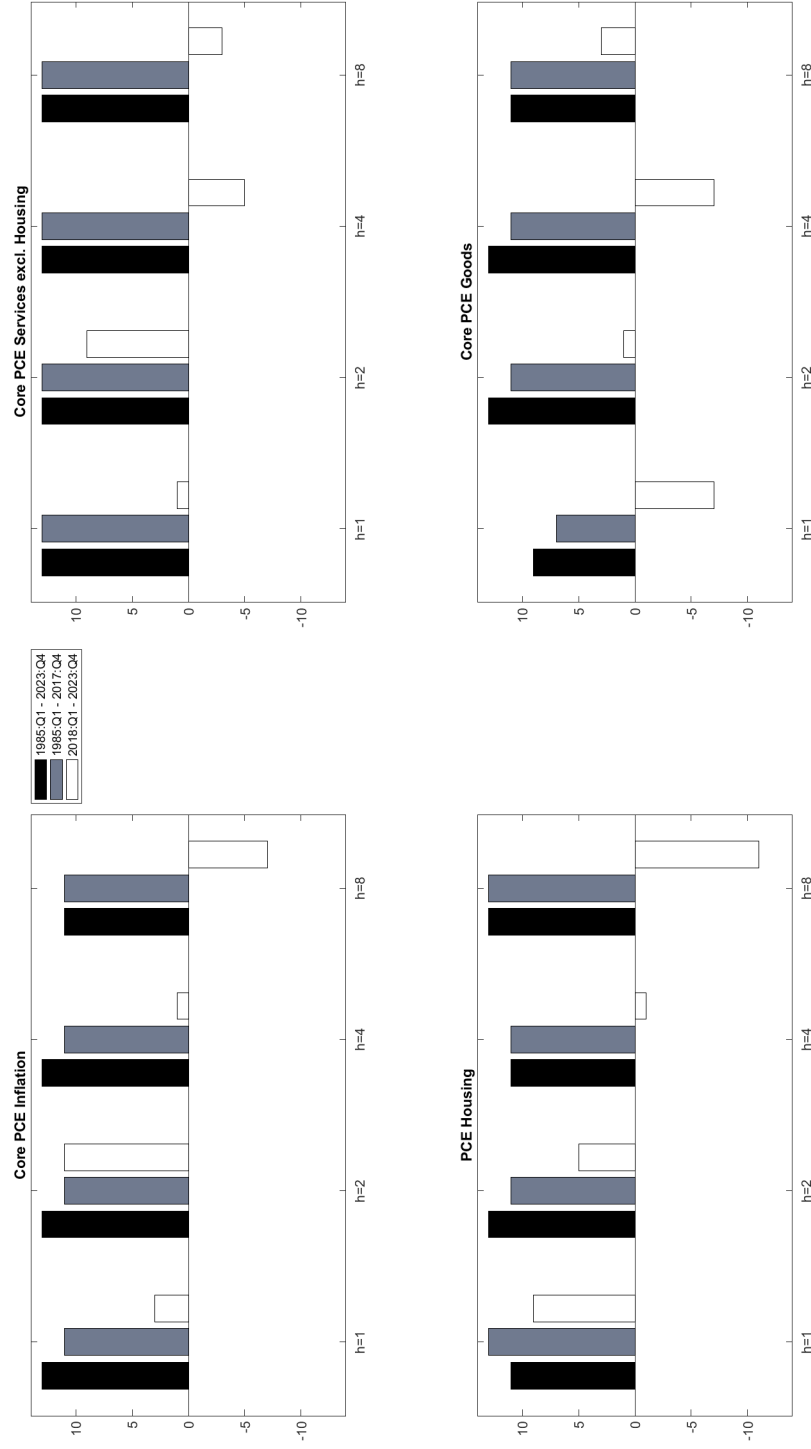 Core PCE Inflation
10
5
0
-5
-10
h=1
h=2
h=4
h=8
1985:Q1 - 2023:Q4
1985:Q1 - 2017:Q4
2018:Q1 - 2023:Q4
Core PCE Services excl. Housing
10
5
0
-5
-10
h=1
h=2
h=4
h=8
PCE Housing
10
5
0
-5
-10
h=1
h=2
h=4
h=8
Core PCE Goods
10
5
0
-5
-10
h=1
h=2
h=4
h=8